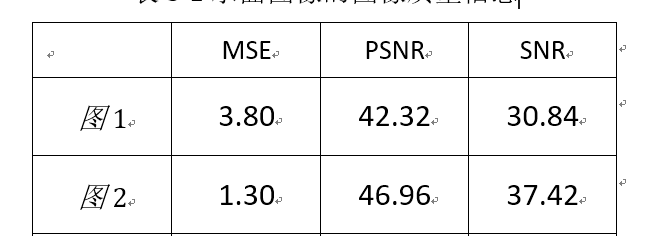 MSE PSNR SNR
图1 3.80 42.32 30.84
图2 1.30 46.96 37.42